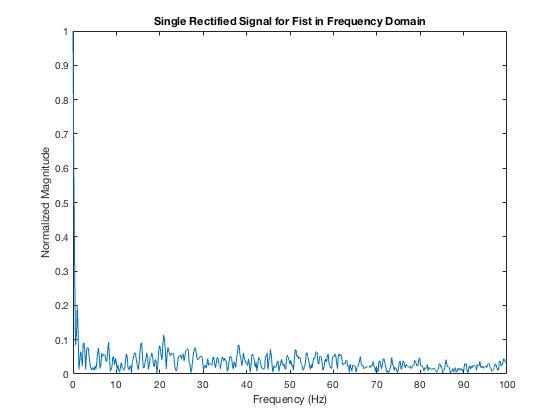 Single Rectified Signal for Fist in Frequency Domain
Normalized Magnitude
1
0.9
0.8
0.7
0.6
0.5
0.4
0.3
0.2
0.1
0
0 10 20 30 40 50 60 70 80 90 100
Frequency (Hz)